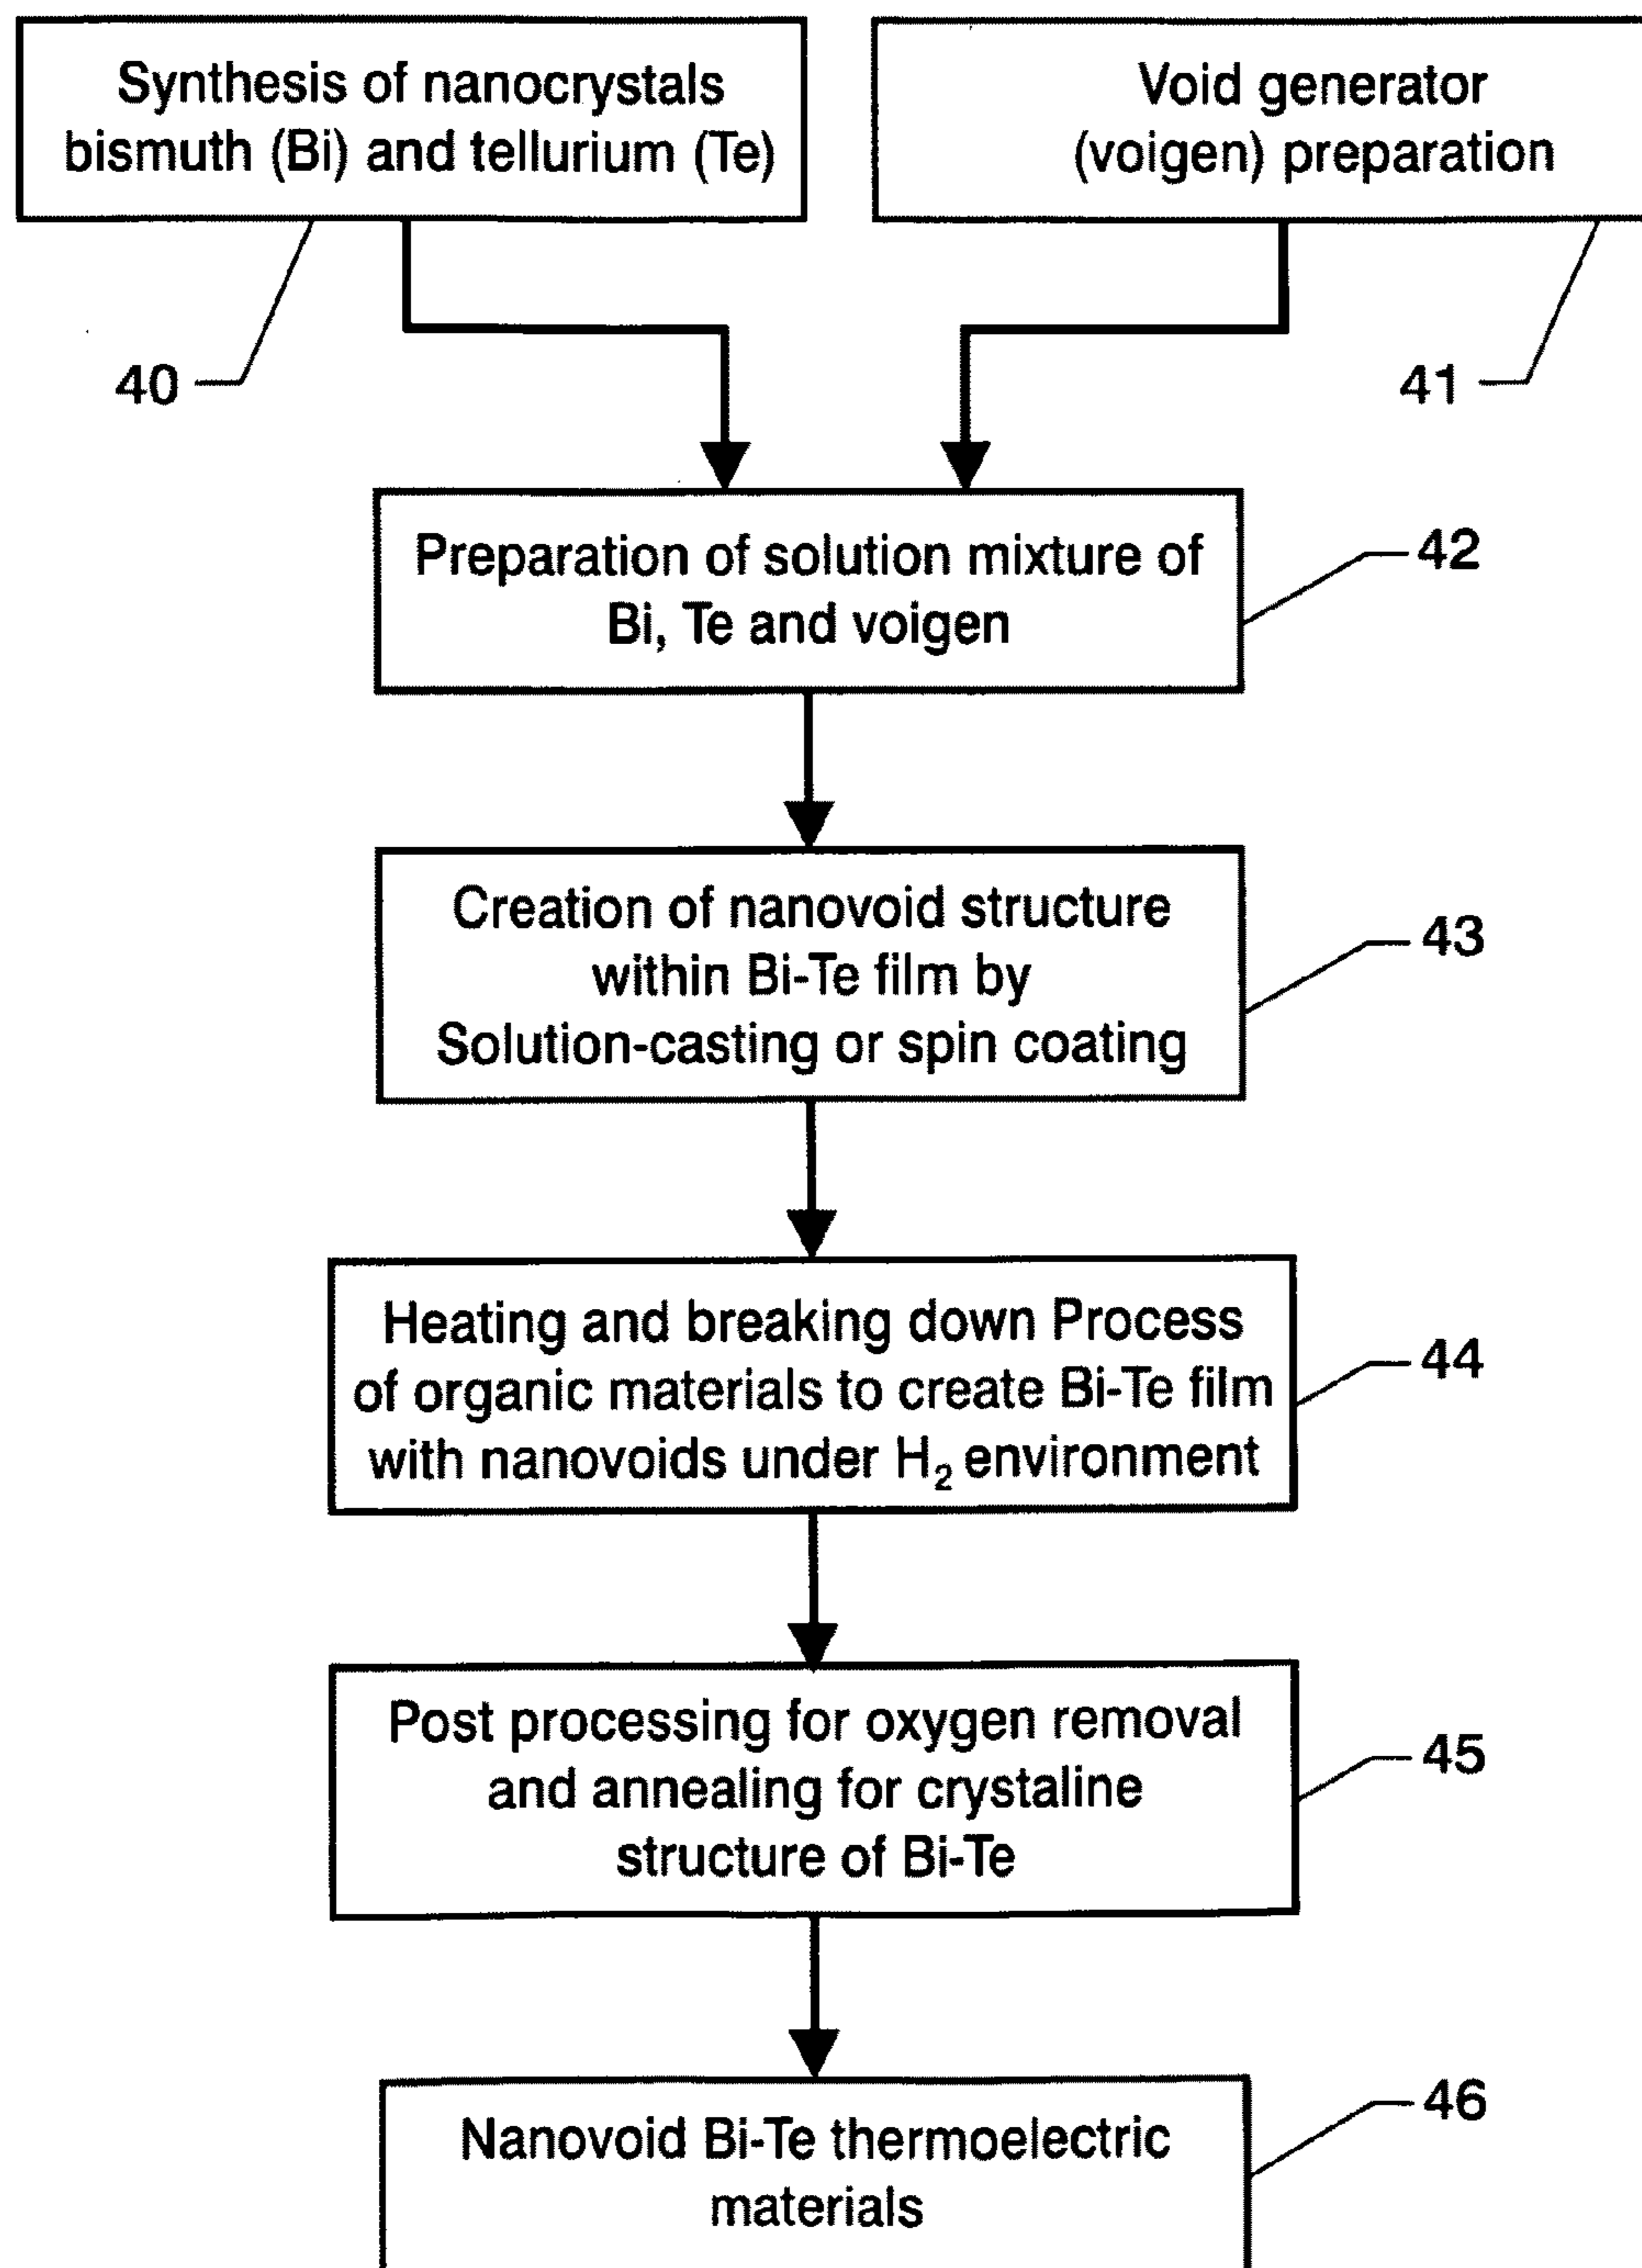 Synthesis of nanocrystals
bismuth (Bi) and tellurium (Te)
Void generator
(voigen) preparation
40
41
Preparation of solution mixture of
Bi, Te and voigen
42
Creation of nanovoid structure
within Bi-Te film by
Solution-casting or spin coating
43
Heating and breaking down Process
of organic materials to create Bi-Te film
with nanovoids under H₂ environment
44
Post processing for oxygen removal
and annealing for crystaline
structure of Bi-Te
45
Nanovoid Bi-Te thermoelectric
materials
46